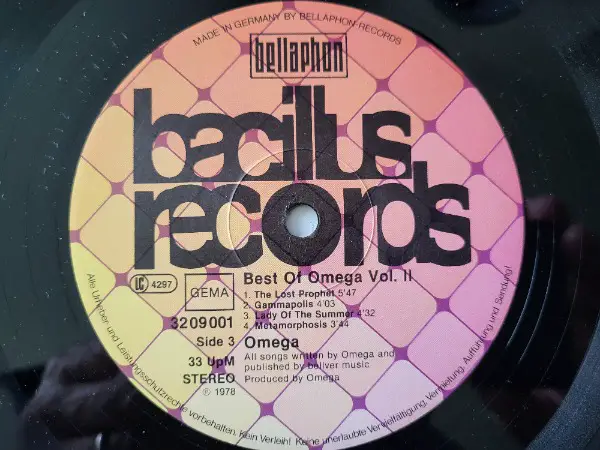 MADE IN GERMANY BY BELLAPHON-RECORDS
bellaphon
bacillus
records
LC 4297
GEMA
Best Of Omega Vol. II
1. The Lost Prophet 5'47
2. Gammapolis 4'03
3. Lady Of The Summer 4'32
4. Metamorphosis 3'44
3209001
Side 3
Omega
33 UpM
All songs written by Omega and
published by beliver music
STEREO
Produced by Omega
℗ 1978
Alle Urheber- und Leistungsschutzrechte vorbehalten. Kein Verleih! Keine unerlaubte Vervielfältigung, Vermietung, Aufführung und Sendung!